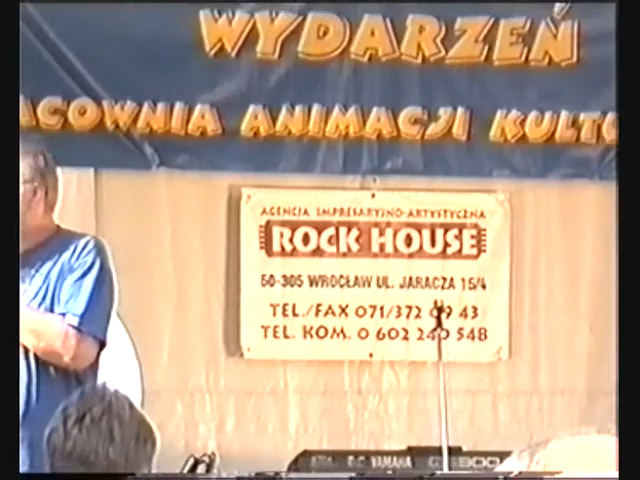 WYDARZEŃ
ACOWNIA ANIMACJI KULTU
AGENCJA IMPRESARYJNO-ARTYSTYCZNA
ROCK HOUSE
50-305 WROCŁAW UL. JARACZA 15/4
TEL./FAX 071/372 09 43
TEL. KOM. 0 602 240 548
YAMAHA